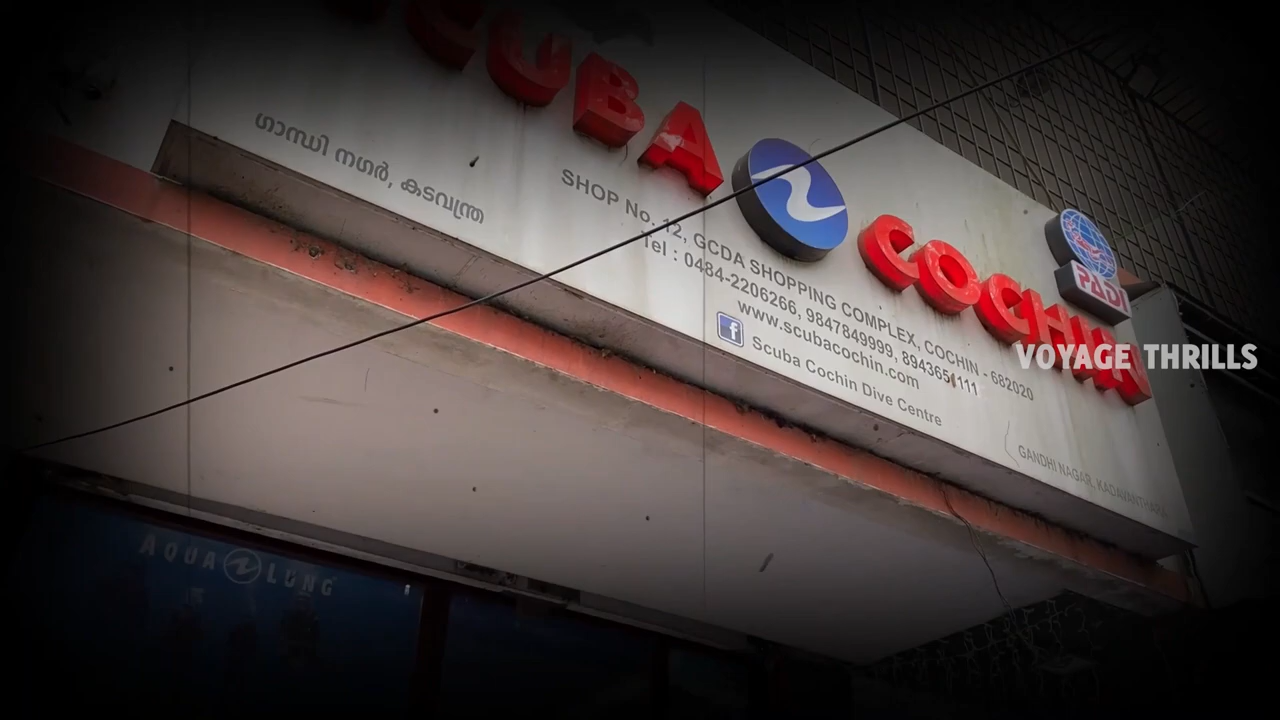 SCUBA COCHIN
PADI
ഗാന്ധി നഗർ, കടവന്ത്ര
SHOP No. 12, GCDA SHOPPING COMPLEX, COCHIN - 682020
Tel : 0484-2206266, 9847849999, 8943651111
www.scubacochin.com
f Scuba Cochin Dive Centre
GANDHI NAGAR, KADAVANTHARA
VOYAGE THRILLS
AQUA LUNG